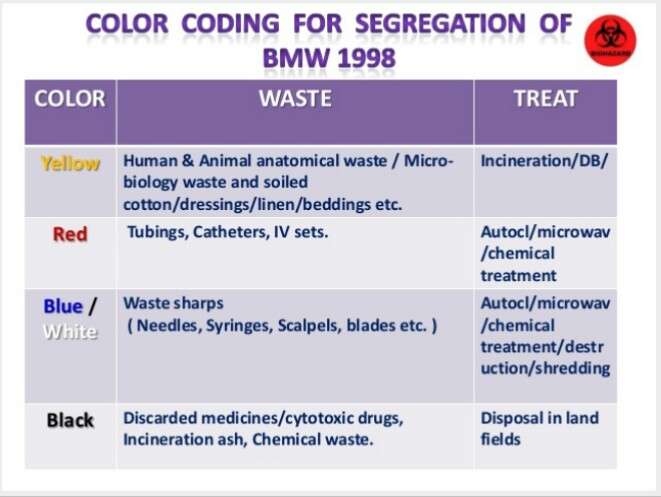 COLOR CODING FOR SEGREGATION OF
BMW 1998
BIOHAZARD
COLOR WASTE TREAT
Yellow Human & Animal anatomical waste / Micro- Incineration/DB/
biology waste and soiled
cotton/dressings/linen/beddings etc.
Red Tubings, Catheters, IV sets. Autocl/microwav
/chemical
treatment
Blue / Waste sharps Autocl/microwav
White ( Needles, Syringes, Scalpels, blades etc. ) /chemical
treatment/destr
uction/shredding
Black Discarded medicines/cytotoxic drugs, Disposal in land
Incineration ash, Chemical waste. fields